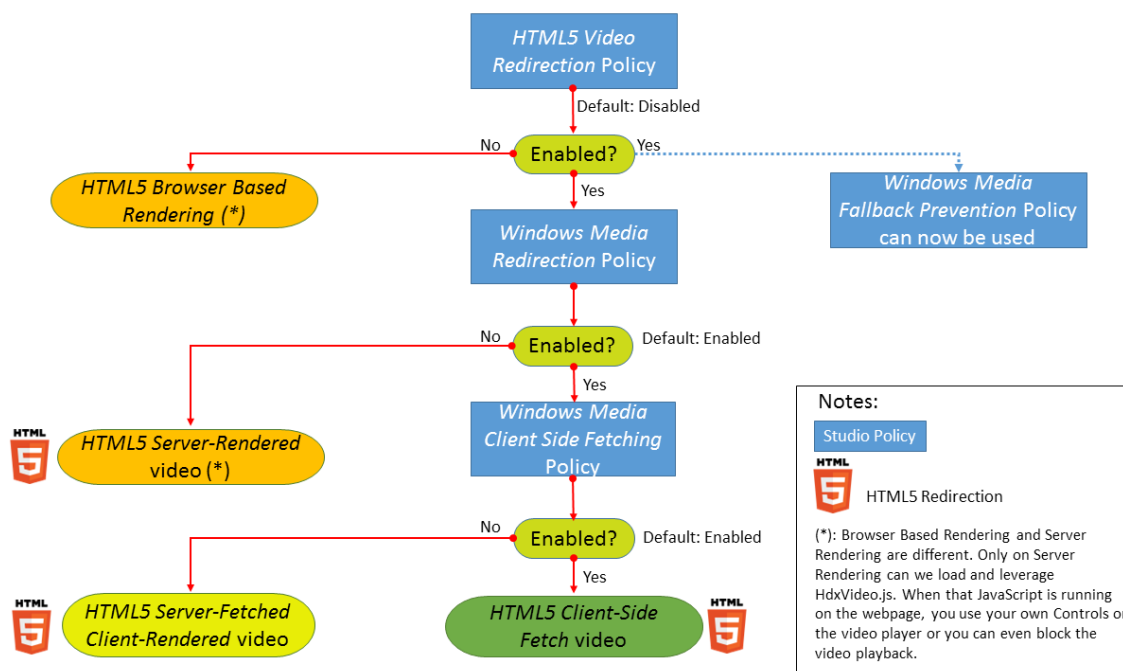 HTML5 Video
Redirection Policy
Default: Disabled
No
Enabled?
Yes
HTML5 Browser Based
Rendering (*)
Yes
Windows Media
Fallback Prevention Policy
can now be used
Windows Media
Redirection Policy
No
Enabled?
Default: Enabled
Yes
HTML
5
HTML5 Server-Rendered
video (*)
Windows Media
Client Side Fetching
Policy
No
Enabled?
Default: Enabled
Yes
HTML
5
HTML5 Server-Fetched
Client-Rendered video
HTML5 Client-Side
Fetch video
HTML
5
Notes:
Studio Policy
HTML
5
HTML5 Redirection
(*): Browser Based Rendering and Server
Rendering are different. Only on Server
Rendering can we load and leverage
HdxVideo.js. When that JavaScript is running
on the webpage, you use your own Controls on
the video player or you can even block the
video playback.